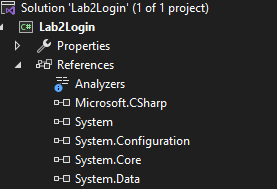 Solution 'Lab2Login' (1 of 1 project)
C# Lab2Login
Properties
References
Analyzers
Microsoft.CSharp
System
System.Configuration
System.Core
System.Data